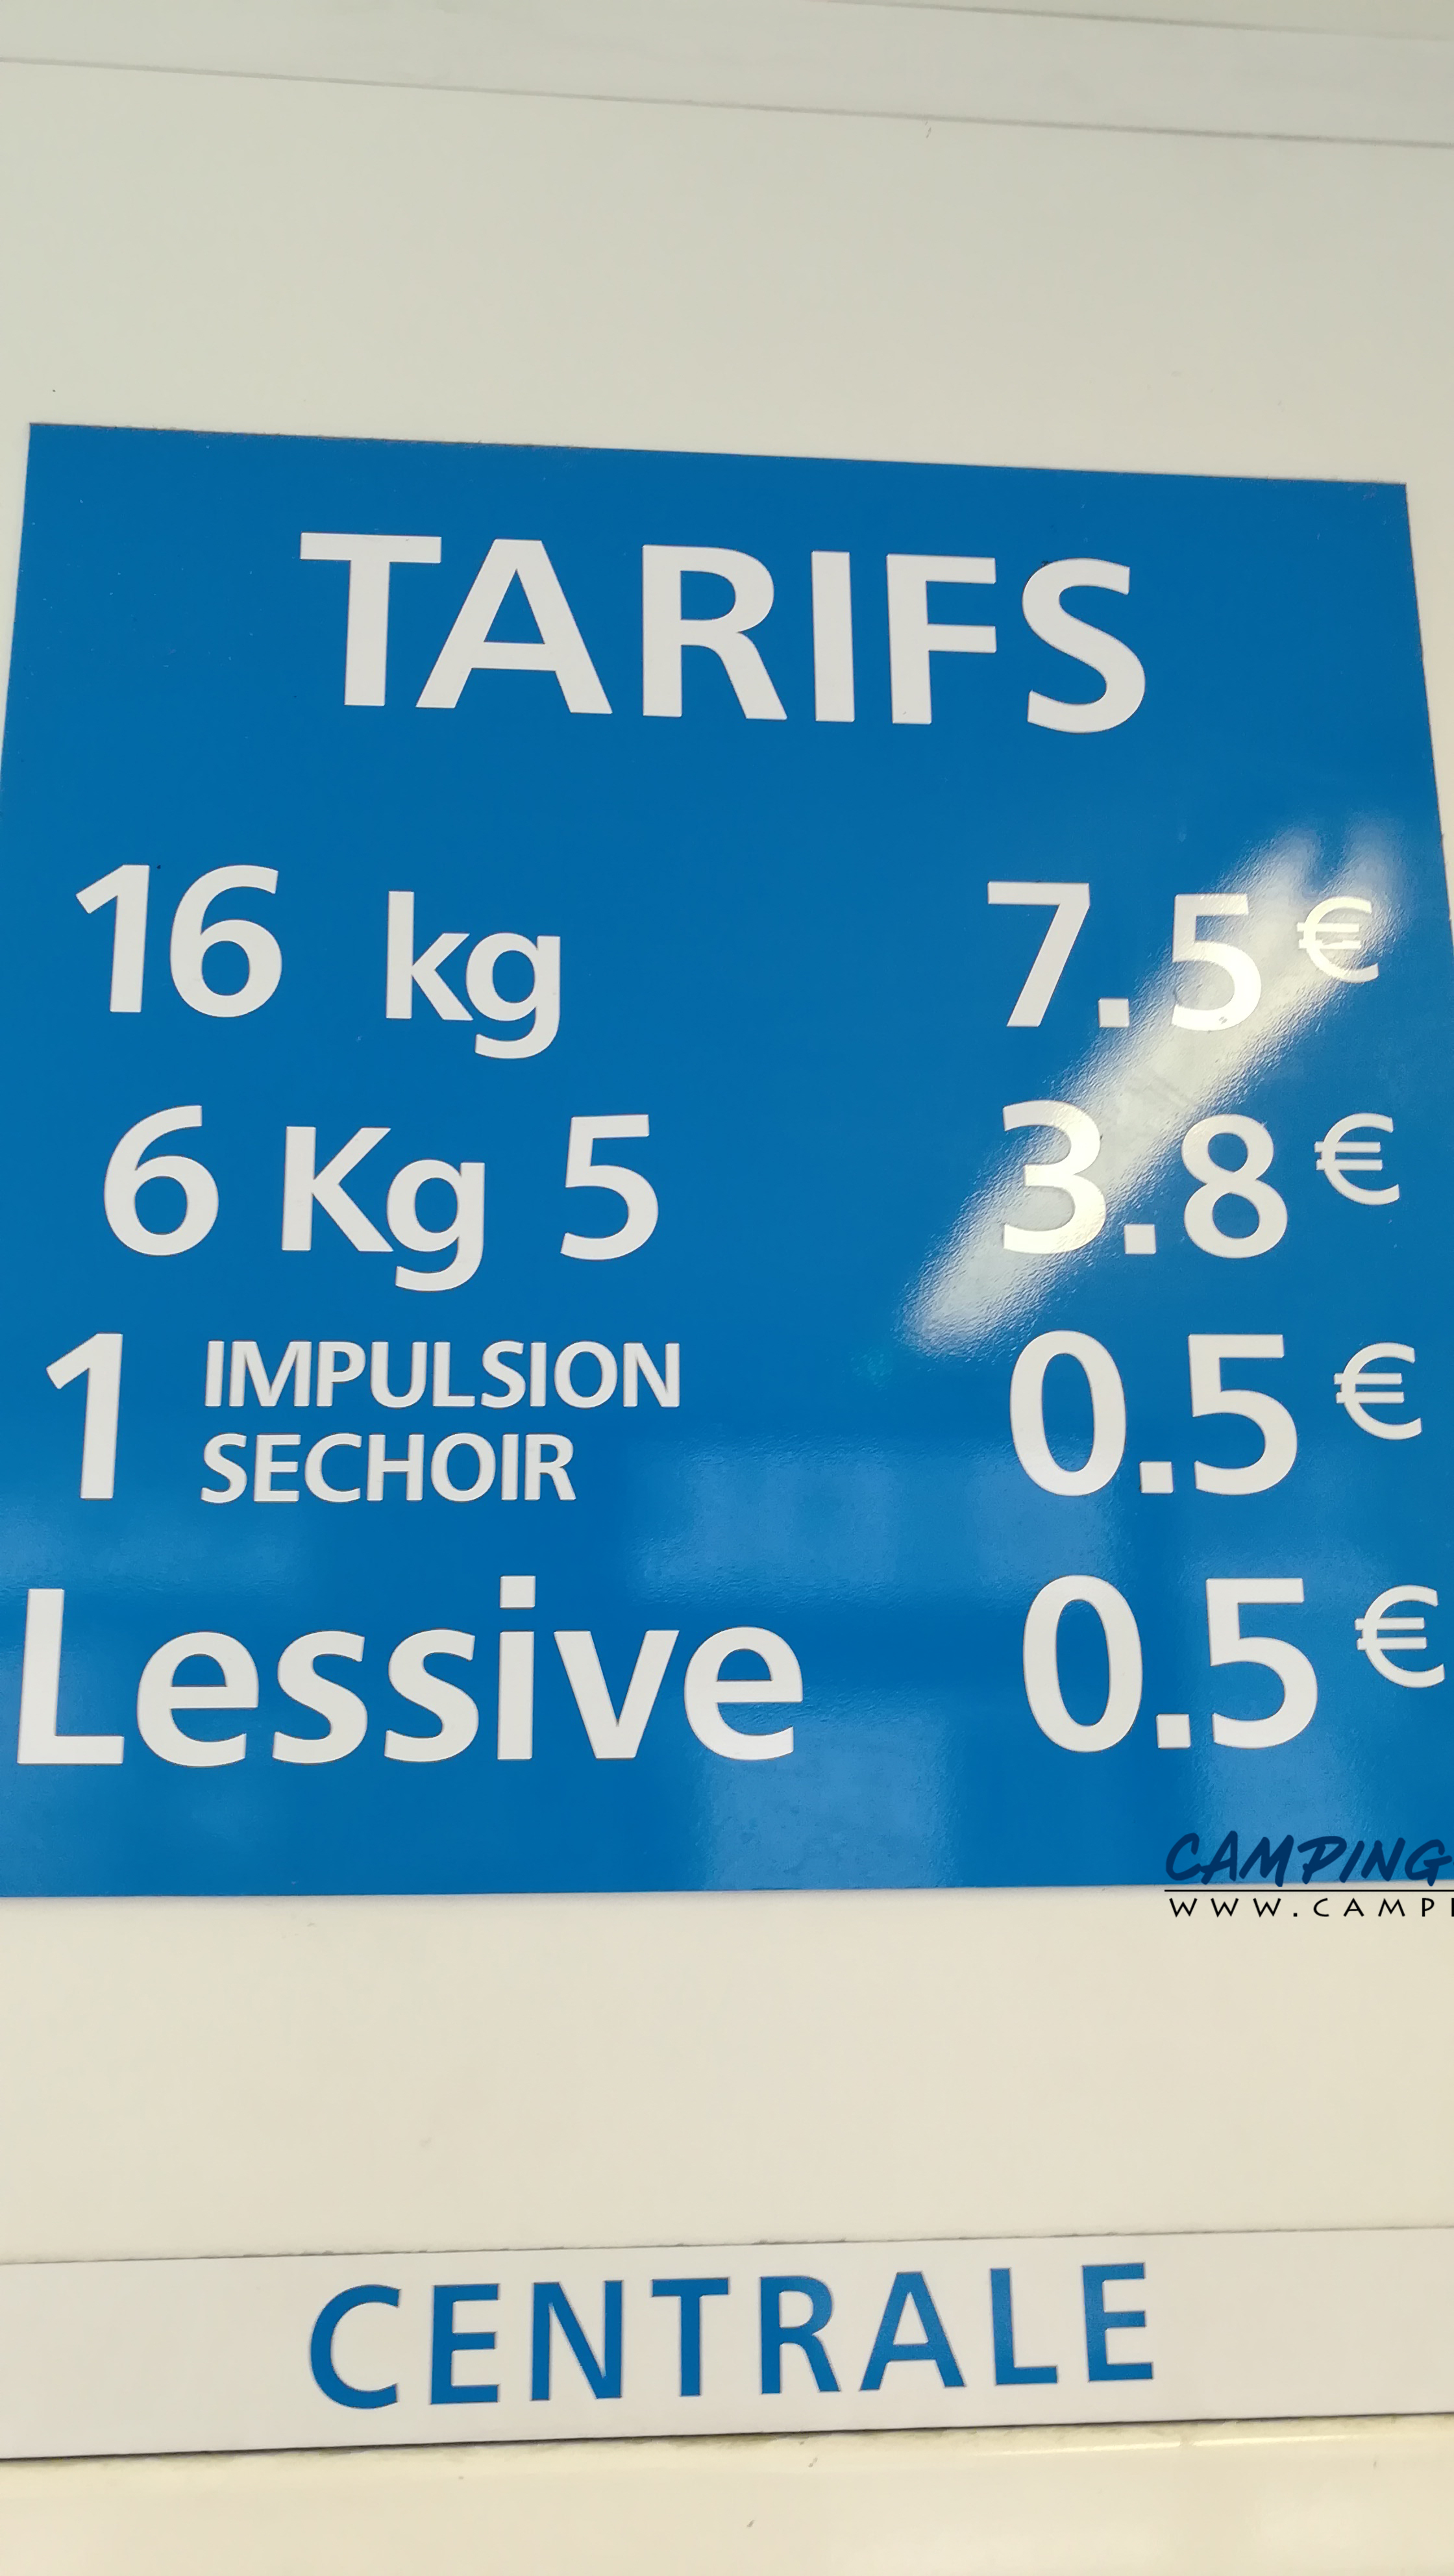 TARIFS
16 kg 7.5€
6 Kg 5 3.8€
1 IMPULSION SECHOIR 0.5€
Lessive 0.5€
CAMPING
WWW.CAMP
CENTRALE